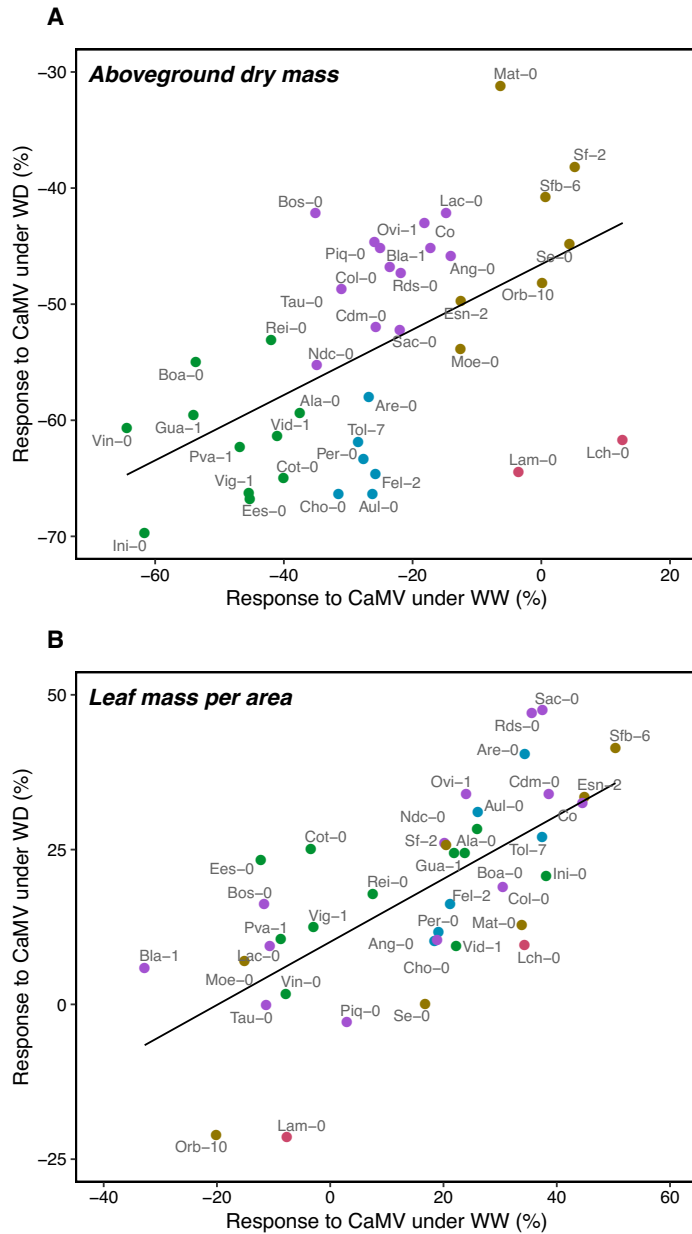 A
Aboveground dry mass
Response to CaMV under WD (%)
−30
−40
−50
−60
−70
Mat−0
Sf−2
Sfb−6
Bos−0
Lac−0
Ovi−1
Co
Piq−0
Bla−1
Se−0
Col−0
Rds−0
Ang−0
Tau−0
Orb−10
Cdm−0
Esn−2
Rei−0
Sac−0
Ndc−0
Moe−0
Boa−0
Ala−0
Are−0
Vin−0
Gua−1
Vid−1
Tol−7
Pva−1
Per−0
Lam−0
Lch−0
Cot−0
Vig−1
Fel−2
Ees−0
Cho−0
Aul−0
Ini−0
−60
−40
−20
0
20
Response to CaMV under WW (%)
B
Leaf mass per area
Response to CaMV under WD (%)
50
25
0
−25
Sac−0
Rds−0
Sfb−6
Are−0
Ovi−1
Cdm−0
Esn−2
Aul−0
Ndc−0
Co
Cot−0
Sf−2
Ala−0
Tol−7
Ees−0
Gua−1
Rei−0
Boa−0
Ini−0
Bos−0
Fel−2
Col−0
Vig−1
Pva−1
Per−0
Mat−0
Bla−1
Lac−0
Ang−0
Vid−1
Lch−0
Cho−0
Moe−0
Vin−0
Tau−0
Piq−0
Se−0
Orb−10
Lam−0
−40
−20
0
20
40
60
Response to CaMV under WW (%)